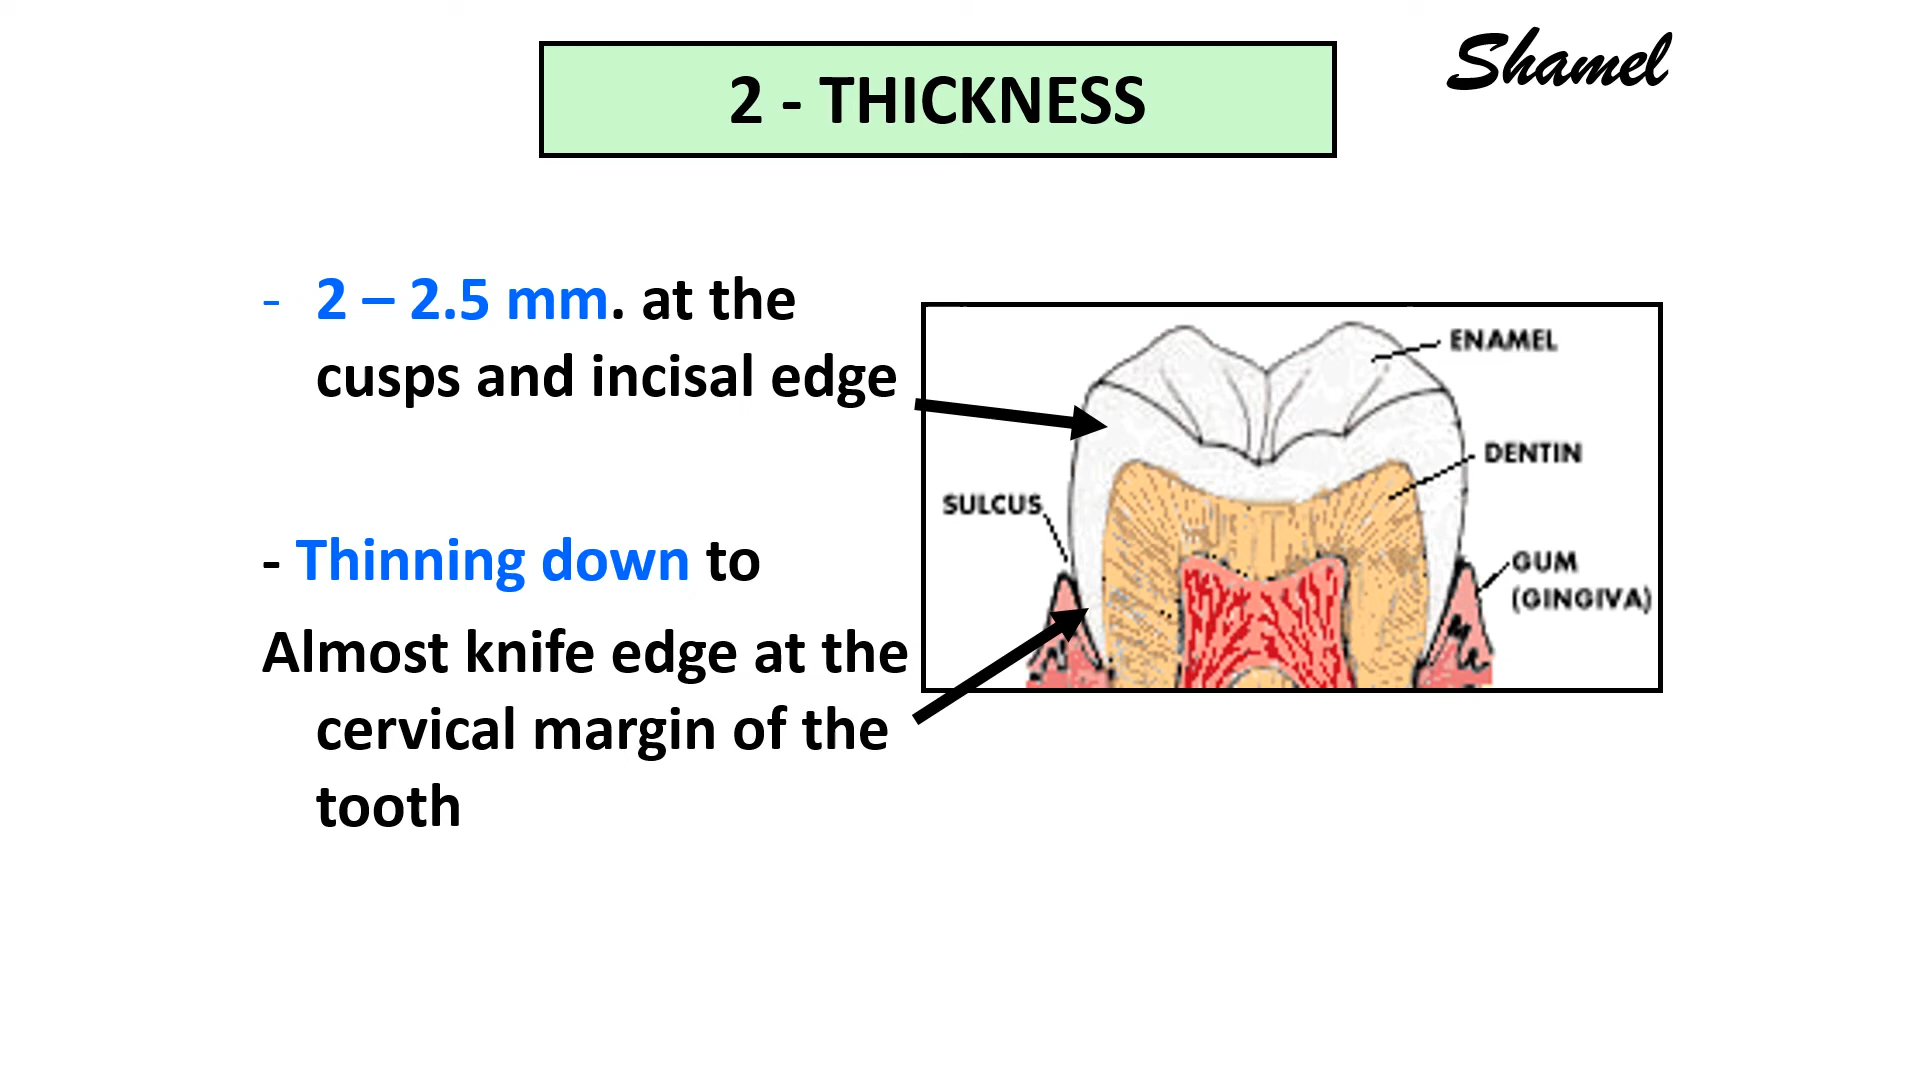 Shamel
2 - THICKNESS
- 2 – 2.5 mm. at the
cusps and incisal edge
- Thinning down to
Almost knife edge at the
cervical margin of the
tooth
ENAMEL
DENTIN
SULCUS
GUM
(GINGIVA)